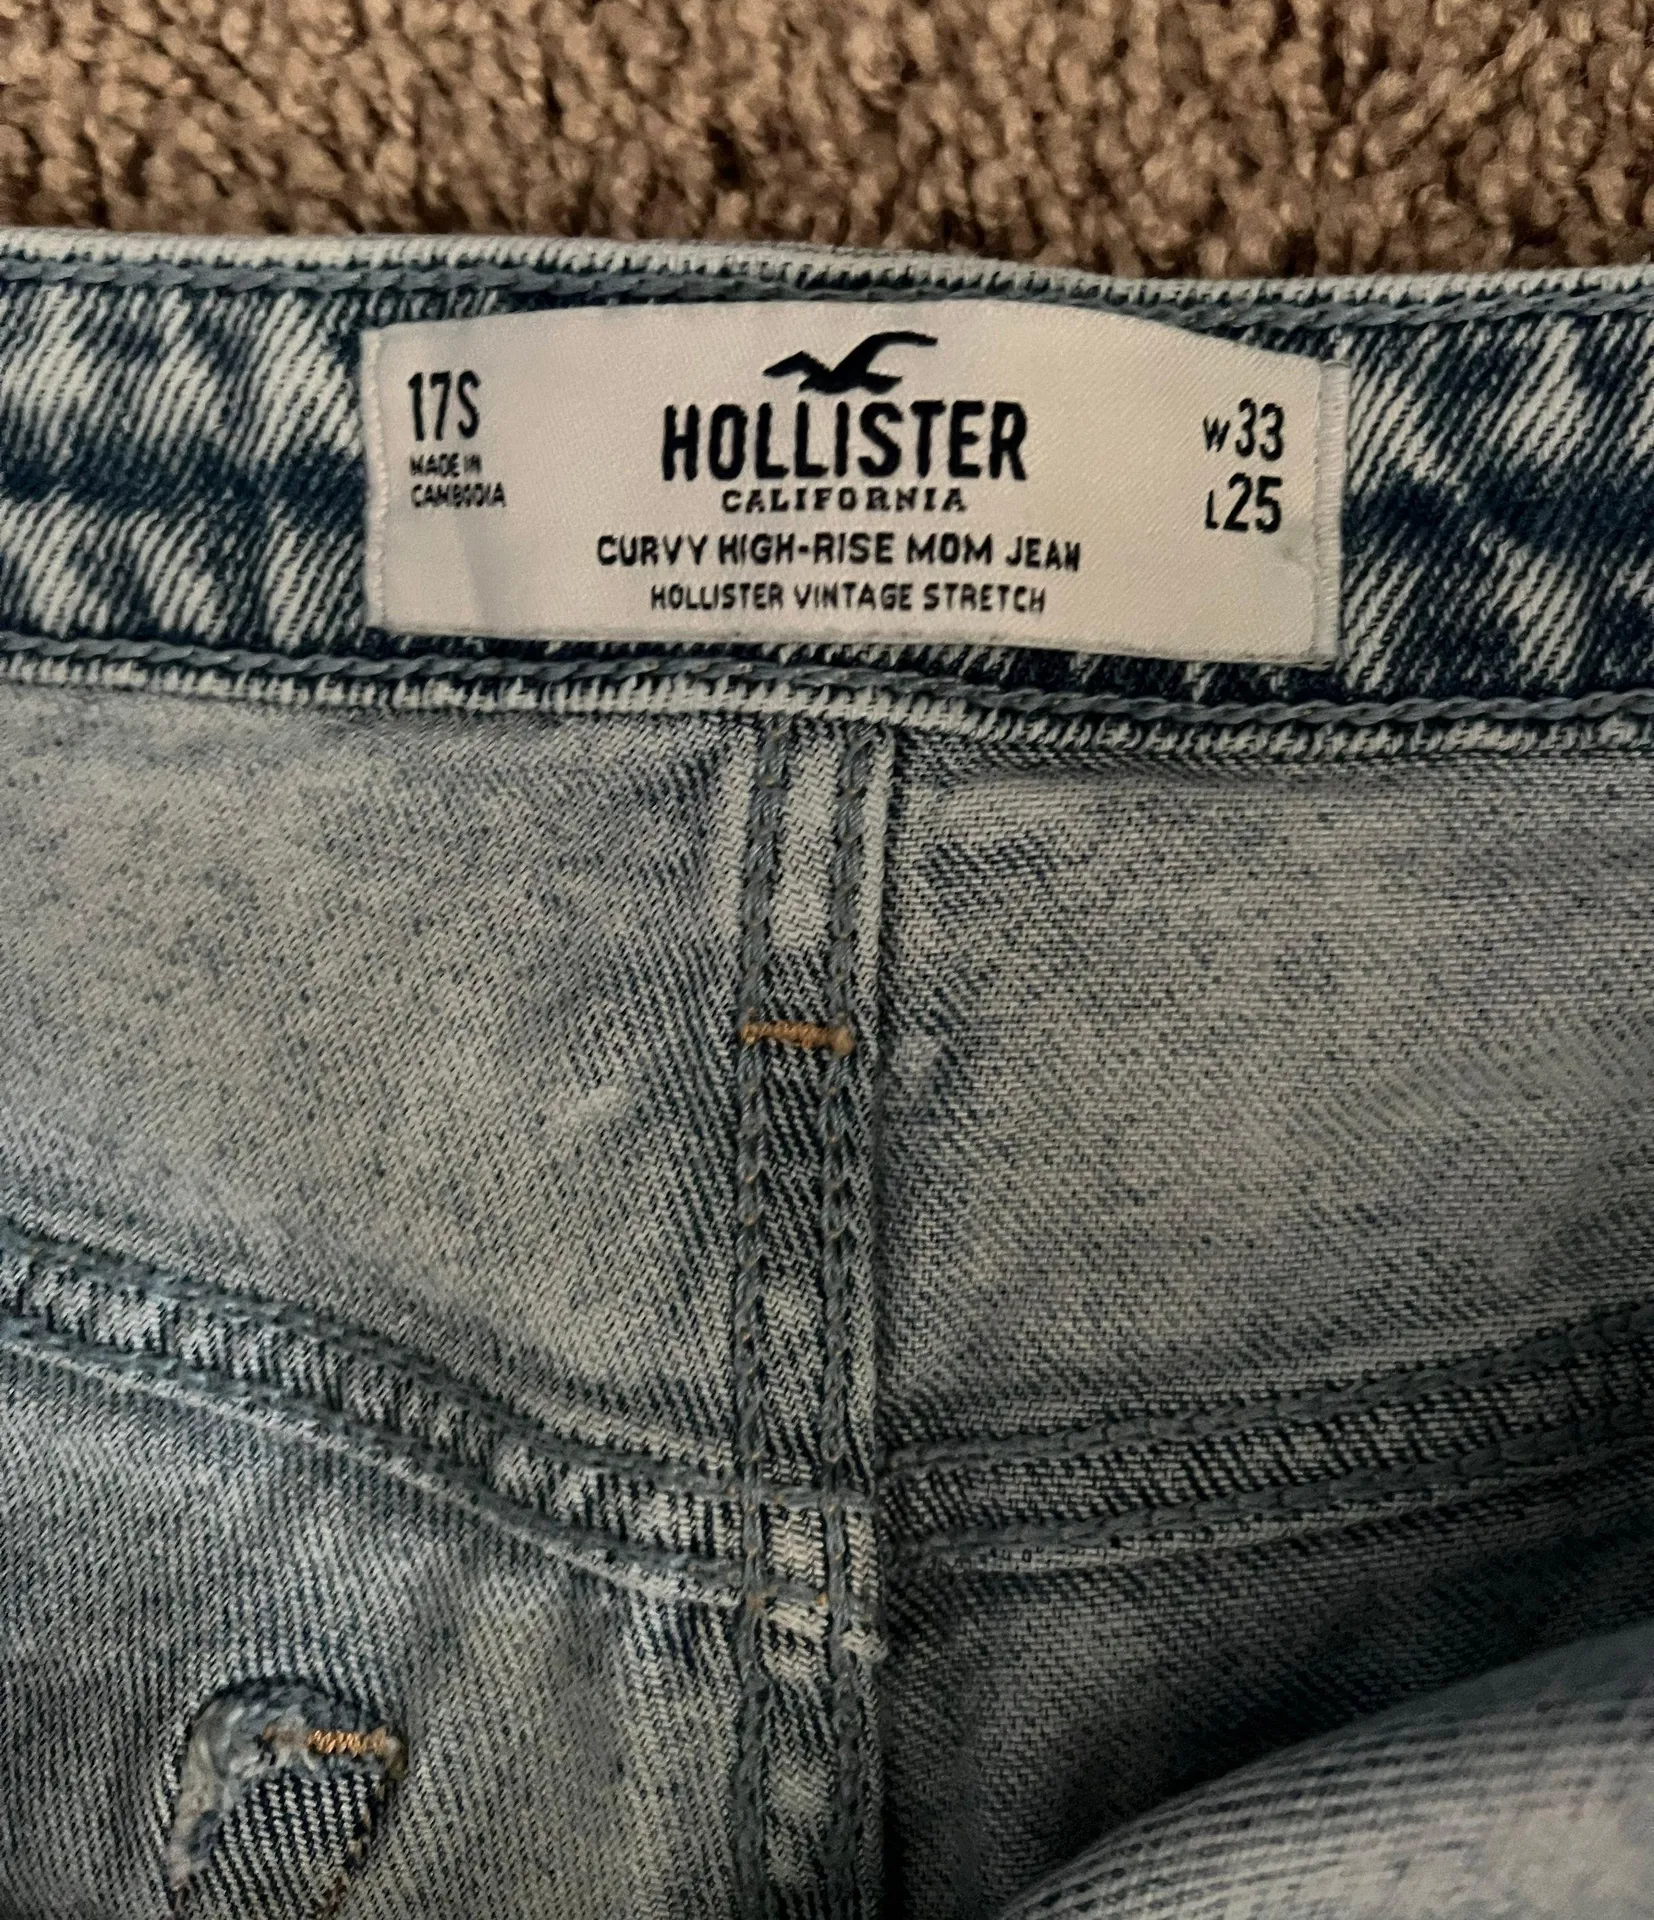 17S
MADE IN
CAMBODIA
HOLLISTER
CALIFORNIA
CURVY HIGH-RISE MOM JEAN
HOLLISTER VINTAGE STRETCH
W33
L25